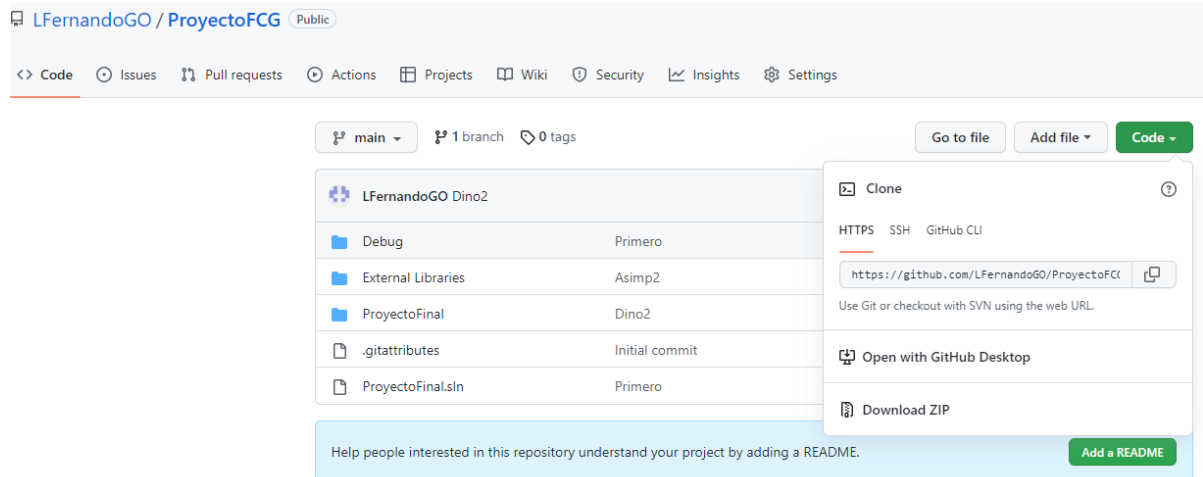 LFernandoGO / ProyectoFCG Public
<> Code Issues Pull requests Actions Projects Wiki Security Insights Settings
main 1 branch 0 tags Go to file Add file Code
LFernandoGO Dino2
Debug Primero
External Libraries Asimp2
ProyectoFinal Dino2
.gitattributes Initial commit
ProyectoFinal.sln Primero
Clone
HTTPS SSH GitHub CLI
https://github.com/LFernandoGO/ProyectoFC
Use Git or checkout with SVN using the web URL.
Open with GitHub Desktop
Download ZIP
Help people interested in this repository understand your project by adding a README. Add a README